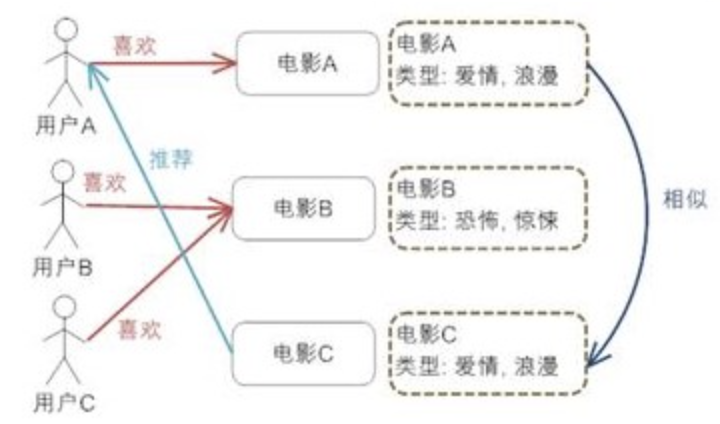 喜欢
电影A
电影A
类型: 爱情, 浪漫
用户A
推荐
喜欢
电影B
电影B
类型: 恐怖, 惊悚
相似
用户B
喜欢
电影C
电影C
类型: 爱情, 浪漫
用户C